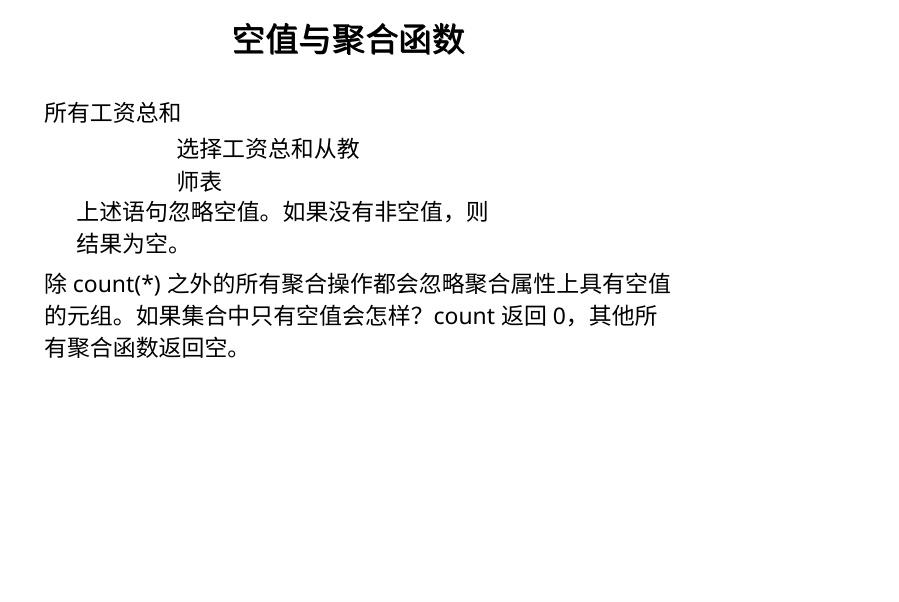 空值与聚合函数
所有工资总和
选择工资总和从教
师表
上述语句忽略空值。如果没有非空值，则
结果为空。
除 count(*) 之外的所有聚合操作都会忽略聚合属性上具有空值
的元组。如果集合中只有空值会怎样？count 返回 0，其他所
有聚合函数返回空。